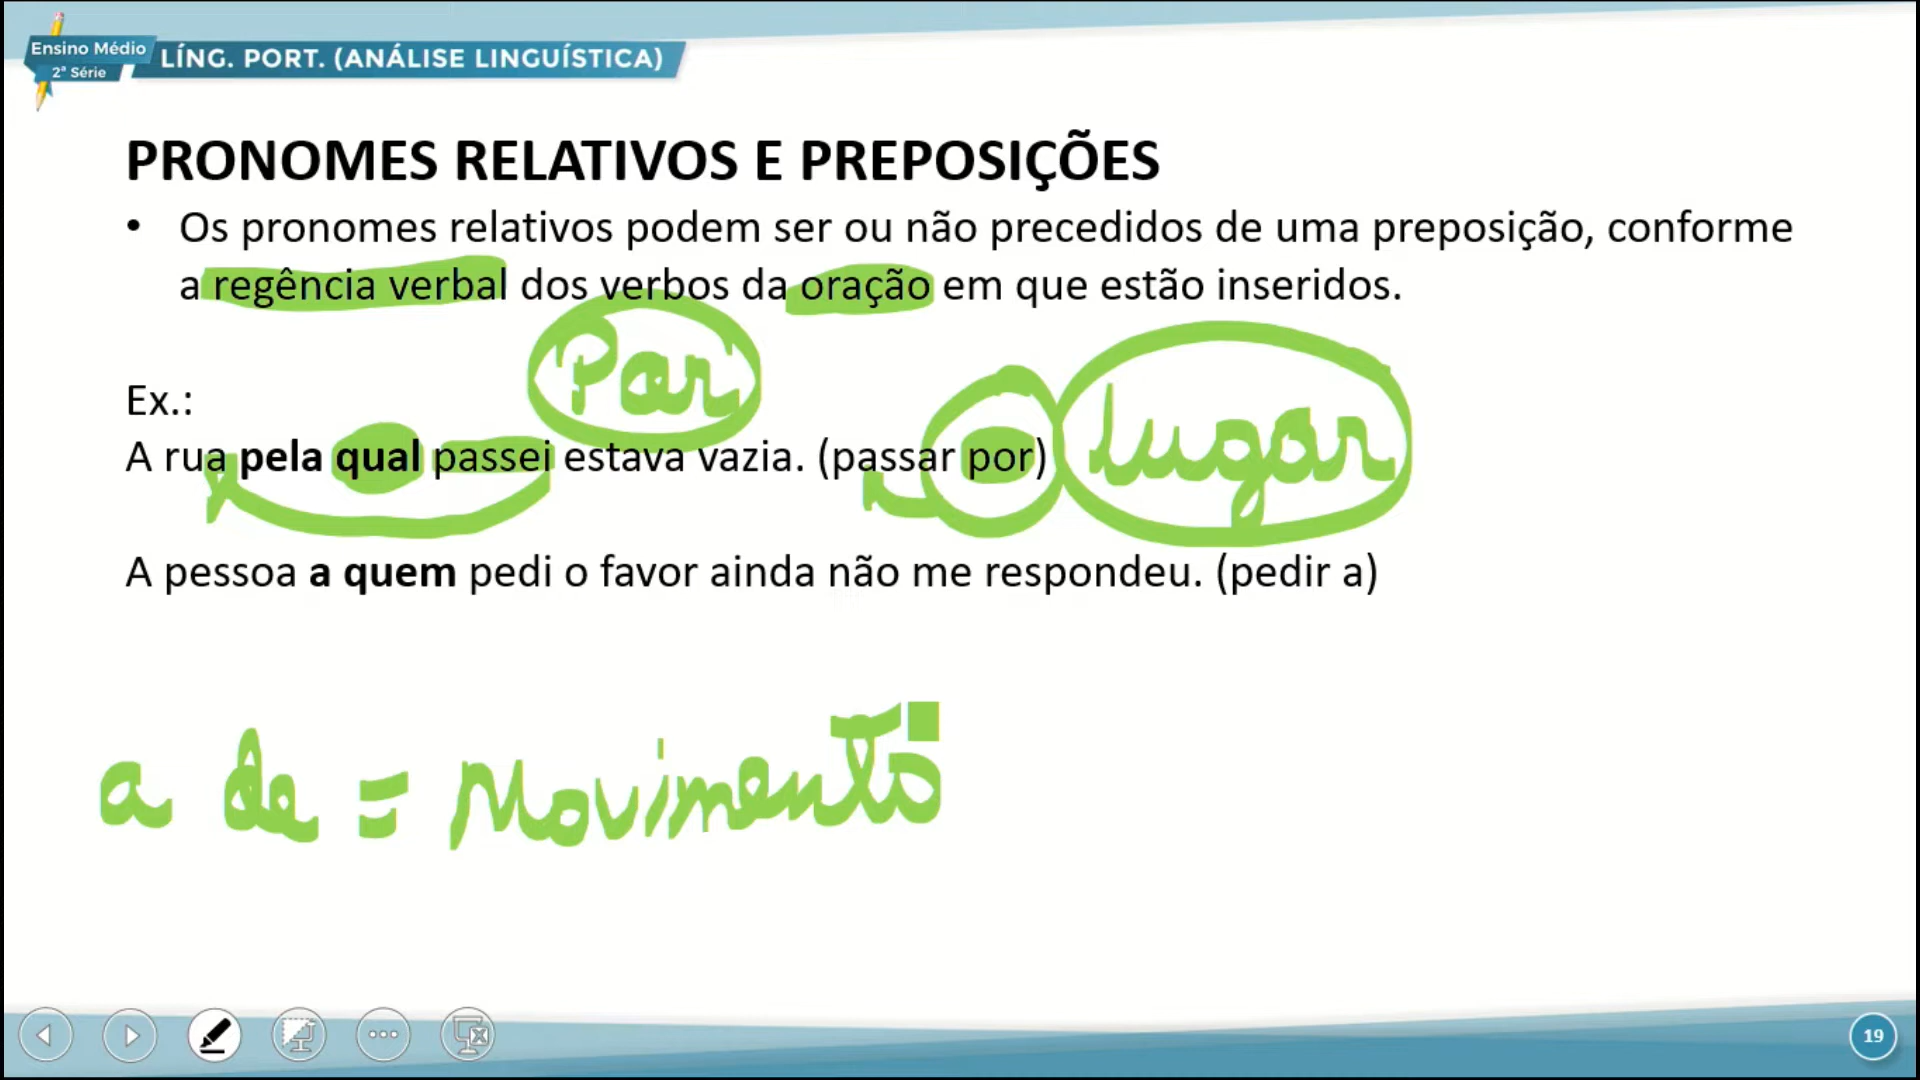 Ensino Médio
2ª Série
LÍNG. PORT. (ANÁLISE LINGUÍSTICA)
PRONOMES RELATIVOS E PREPOSIÇÕES
• Os pronomes relativos podem ser ou não precedidos de uma preposição, conforme
a regência verbal dos verbos da oração em que estão inseridos.
Por
Ex.:
A rua pela qual passei estava vazia. (passar por)
lugar
A pessoa a quem pedi o favor ainda não me respondeu. (pedir a)
a de = Movimento
19